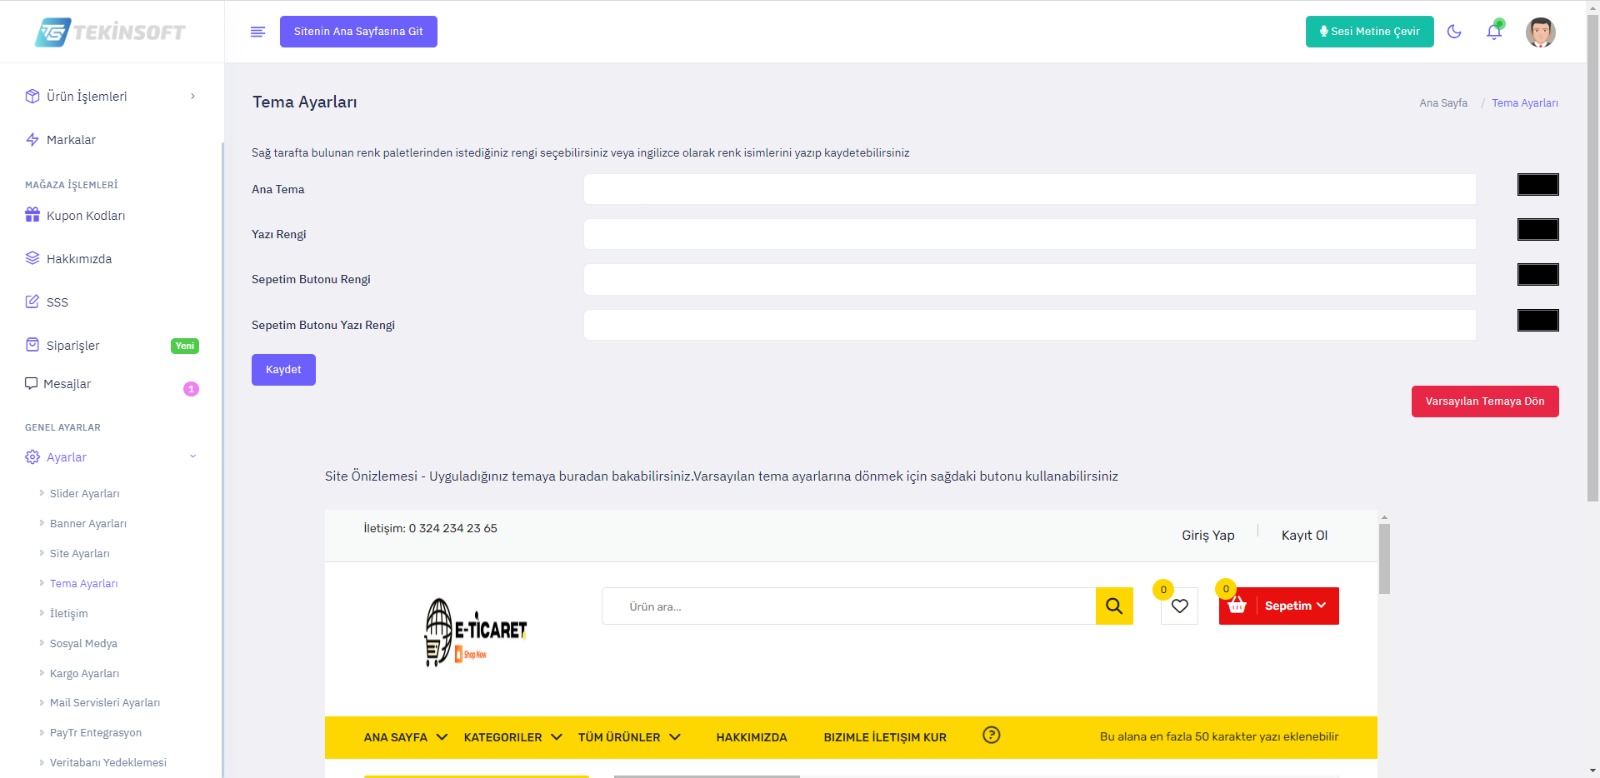 TEKİNSOFT
Sitenin Ana Sayfasına Git
Sesi Metine Çevir
Ürün İşlemleri
Markalar
MAĞAZA İŞLEMLERİ
Kupon Kodları
Hakkımızda
SSS
Siparişler
Yeni
Mesajlar
1
GENEL AYARLAR
Ayarlar
Slider Ayarları
Banner Ayarları
Site Ayarları
Tema Ayarları
İletişim
Sosyal Medya
Kargo Ayarları
Mail Servisleri Ayarları
PayTr Entegrasyon
Veritabanı Yedeklemesi
Tema Ayarları
Ana Sayfa / Tema Ayarları
Sağ tarafta bulunan renk paletlerinden istediğiniz rengi seçebilirsiniz veya ingilizce olarak renk isimlerini yazıp kaydetebilirsiniz
Ana Tema
Yazı Rengi
Sepetim Butonu Rengi
Sepetim Butonu Yazı Rengi
Kaydet
Varsayılan Temaya Dön
Site Önizlemesi - Uyguladığınız temaya buradan bakabilirsiniz.Varsayılan tema ayarlarına dönmek için sağdaki butonu kullanabilirsiniz
İletişim: 0 324 234 23 65
Giriş Yap
Kayıt Ol
E-TİCARET
Shop Now
Ürün ara...
0
0
Sepetim
ANA SAYFA
KATEGORILER
TÜM ÜRÜNLER
HAKKIMIZDA
BIZIMLE İLETIŞIM KUR
?
Bu alana en fazla 50 karakter yazı eklenebilir